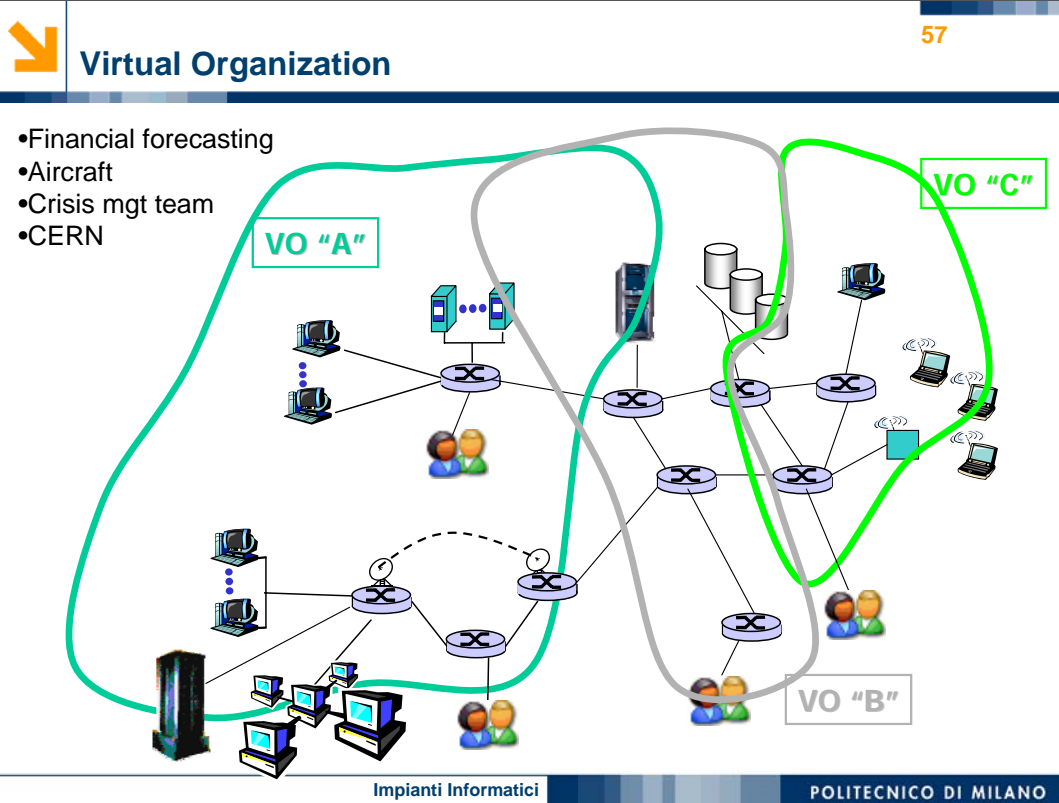 57
Virtual Organization
•Financial forecasting
•Aircraft
•Crisis mgt team
•CERN
VO “A”
VO “C”
VO “B”
Impianti Informatici
POLITECNICO DI MILANO